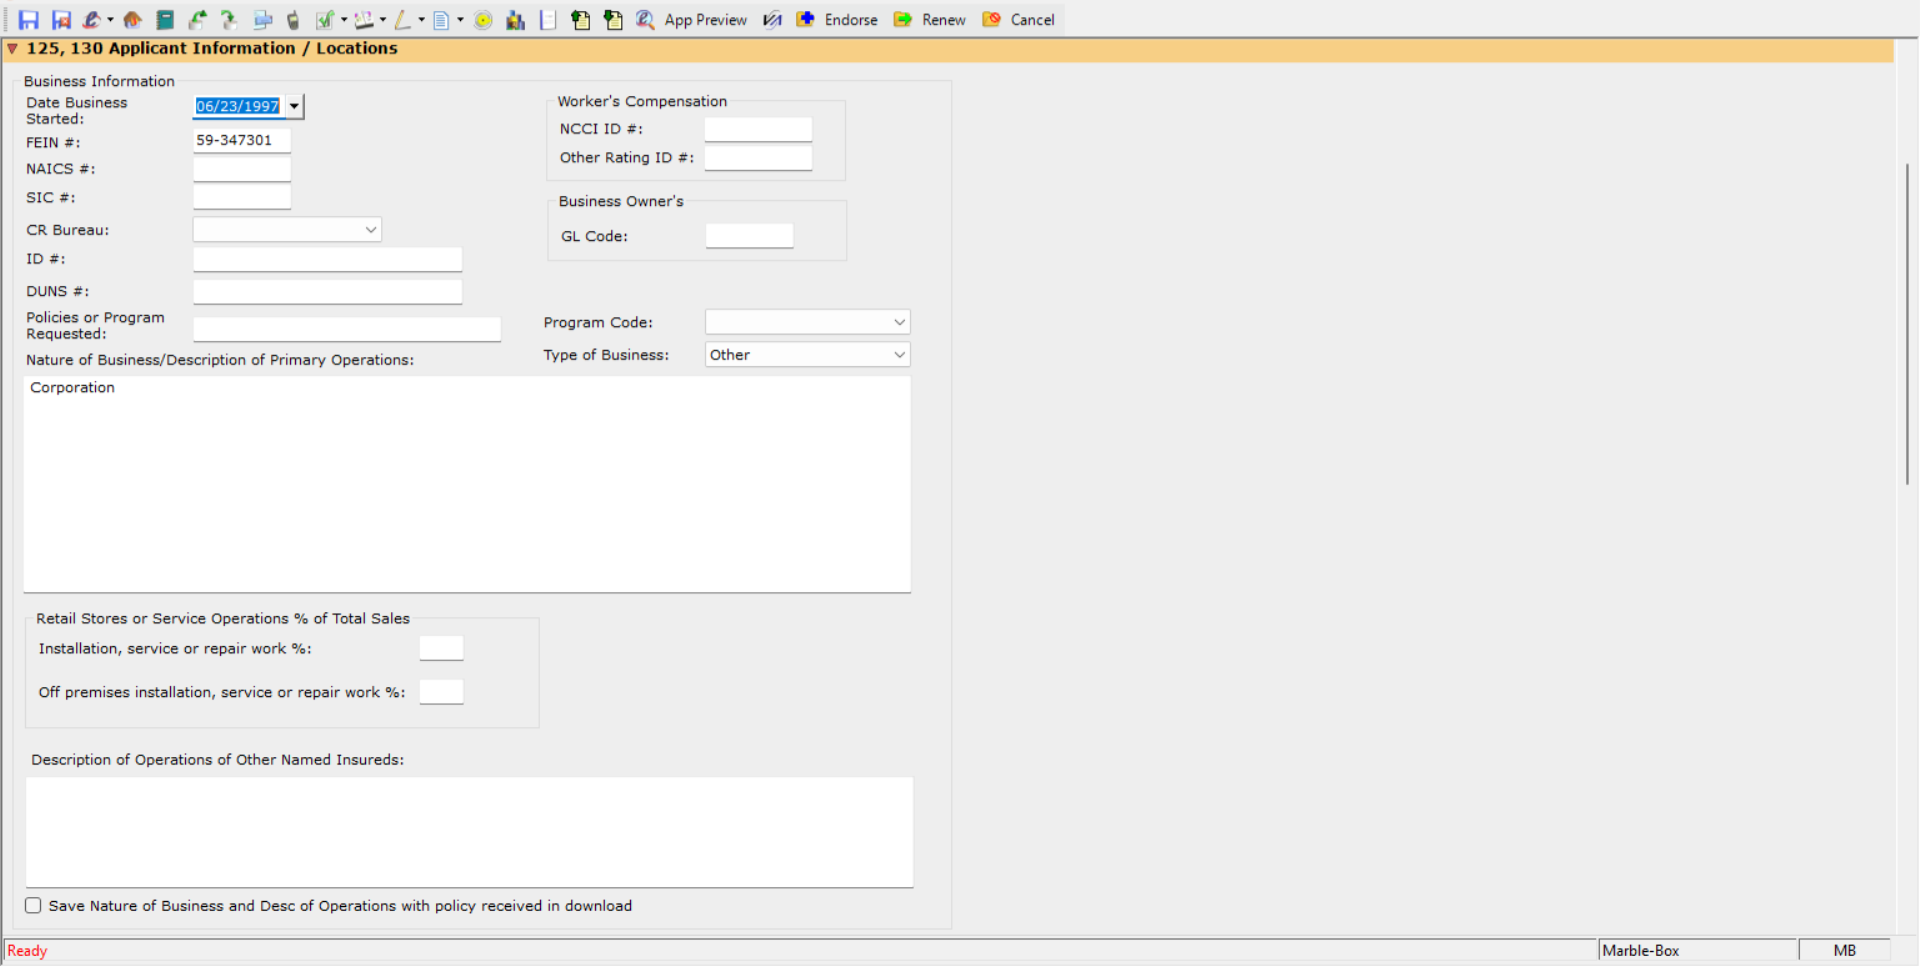 App Preview
Endorse
Renew
Cancel
125, 130 Applicant Information / Locations
Business Information
Date Business
Started:
06/23/1997
FEIN #:
59-347301
NAICS #:
SIC #:
CR Bureau:
ID #:
DUNS #:
Policies or Program
Requested:
Worker's Compensation
NCCI ID #:
Other Rating ID #:
Business Owner's
GL Code:
Program Code:
Type of Business:
Other
Nature of Business/Description of Primary Operations:
Corporation
Retail Stores or Service Operations % of Total Sales
Installation, service or repair work %:
Off premises installation, service or repair work %:
Description of Operations of Other Named Insureds:
Save Nature of Business and Desc of Operations with policy received in download
Ready
Marble-Box
MB